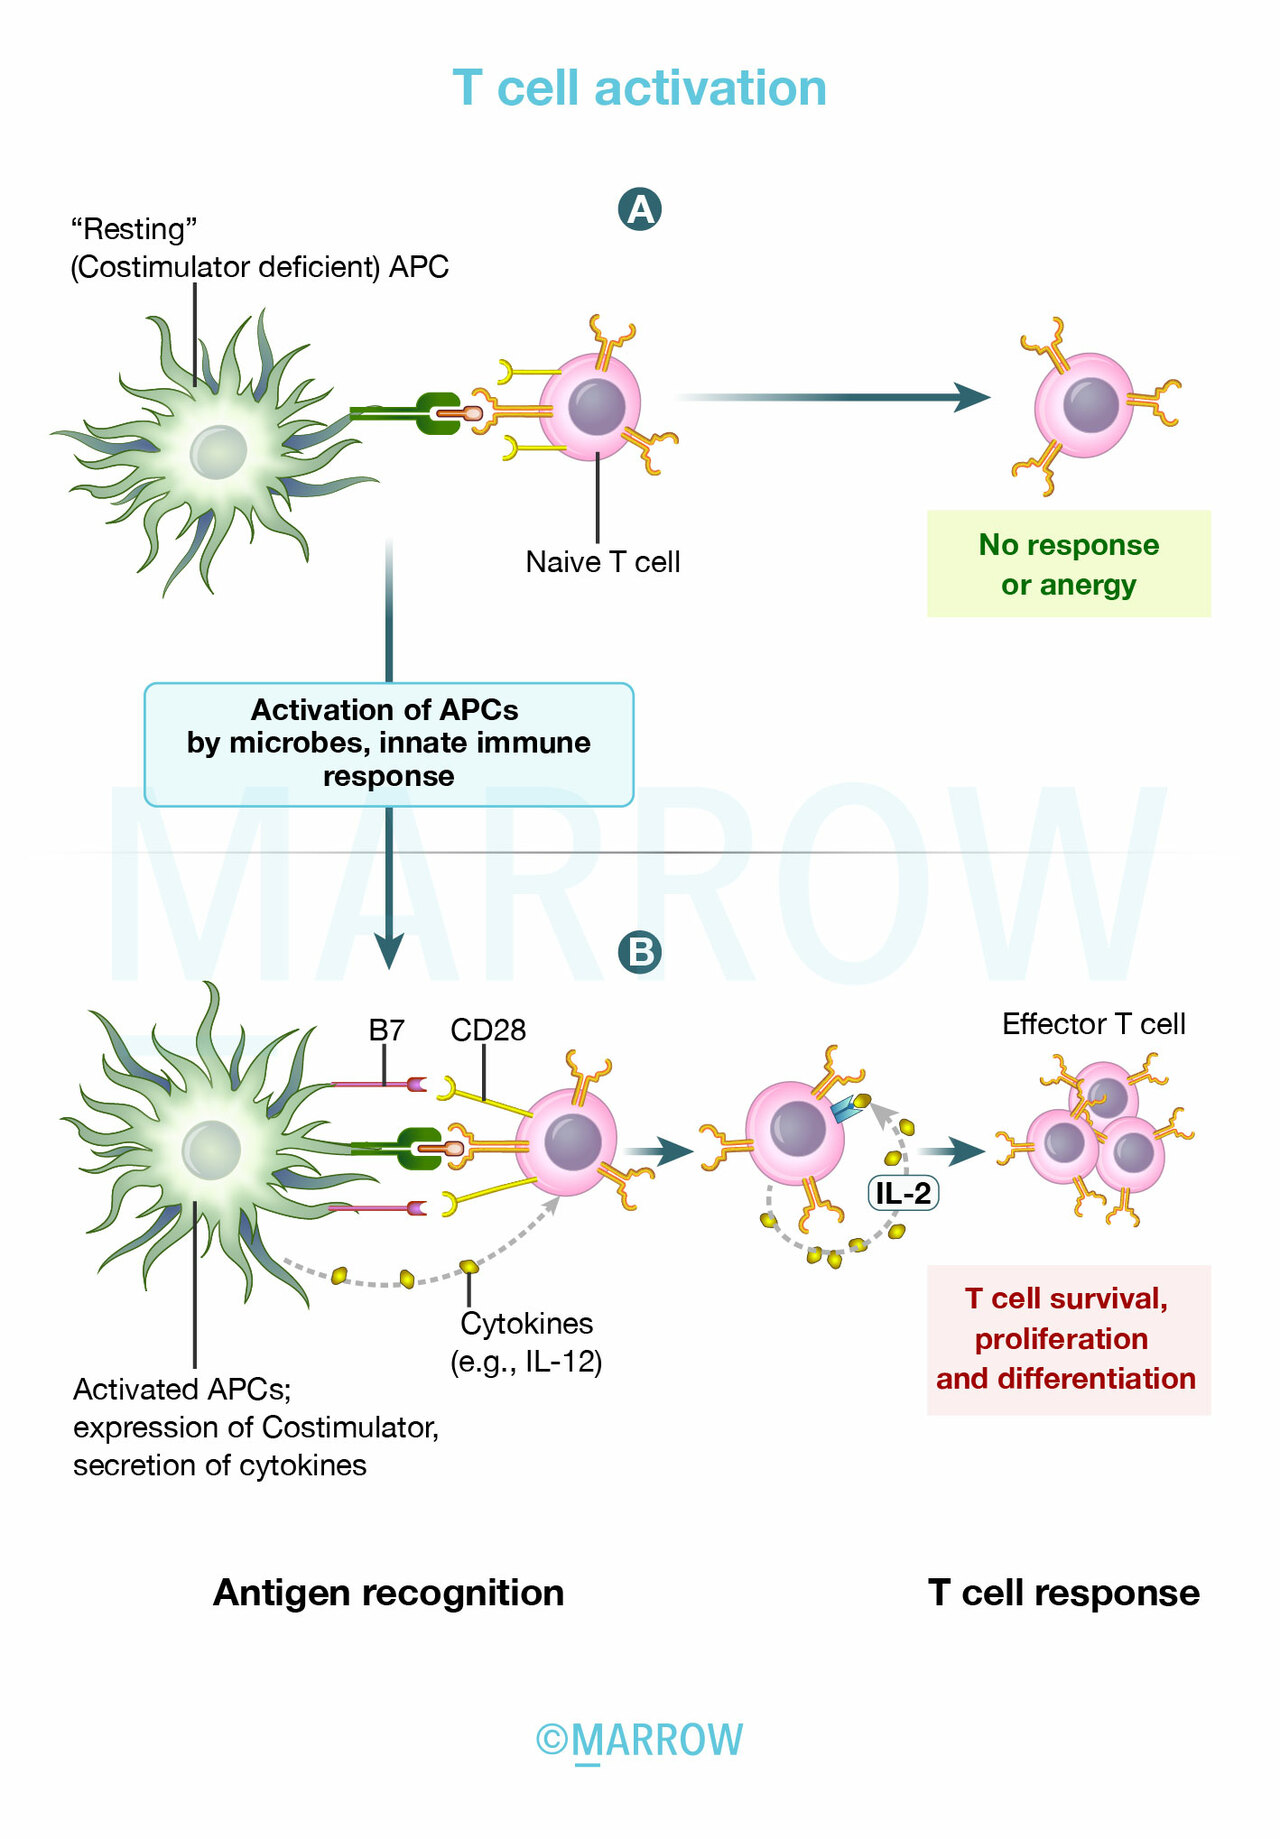 T cell activation
A
“Resting”
(Costimulator deficient) APC
Naive T cell
No response
or anergy
Activation of APCs
by microbes, innate immune
response
MARROW
B
B7
CD28
Effector T cell
IL-2
Cytokines
(e.g., IL-12)
T cell survival,
proliferation
and differentiation
Activated APCs;
expression of Costimulator,
secretion of cytokines
Antigen recognition
T cell response
©MARROW